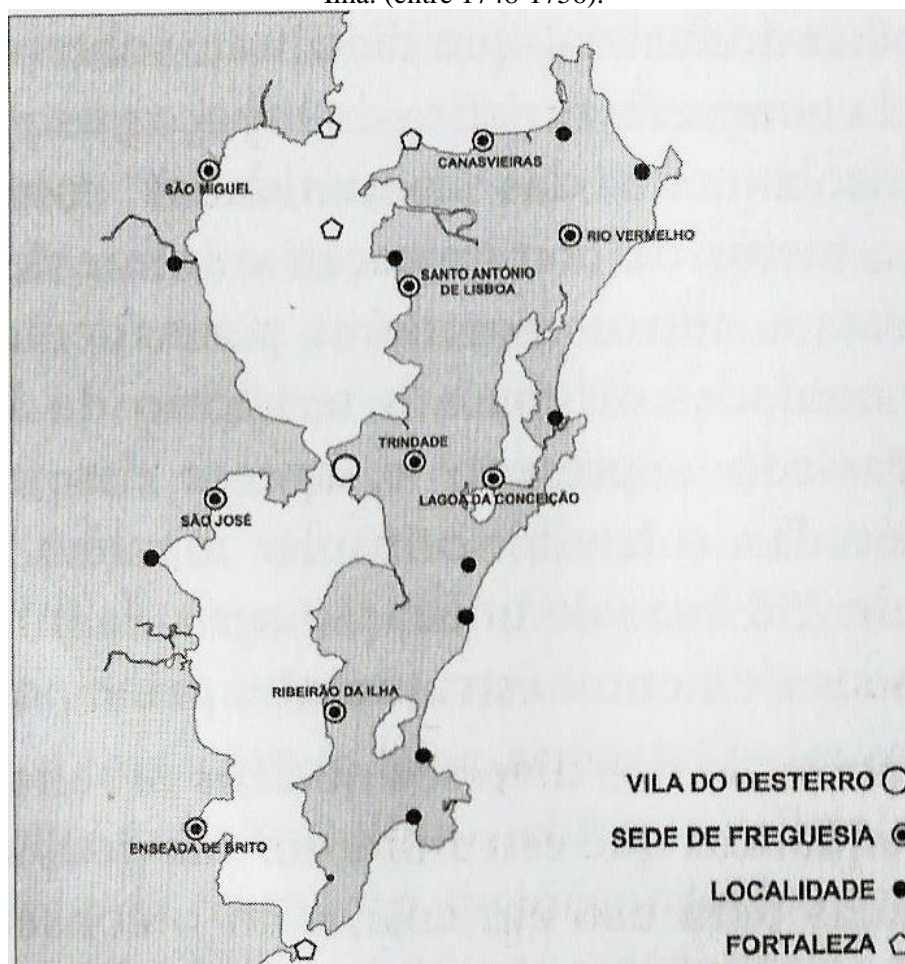 Ilha. (entre 1748-1756).
CANASVIEIRAS
SÃO MIGUEL
RIO VERMELHO
SANTO ANTÓNIO
DE LISBOA
TRINDADE
LAGOA DA CONCEIÇÃO
SÃO JOSÉ
RIBEIRÃO DA ILHA
ENSEADA DE BRITO
VILA DO DESTERRO
SEDE DE FREGUESIA
LOCALIDADE
FORTALEZA